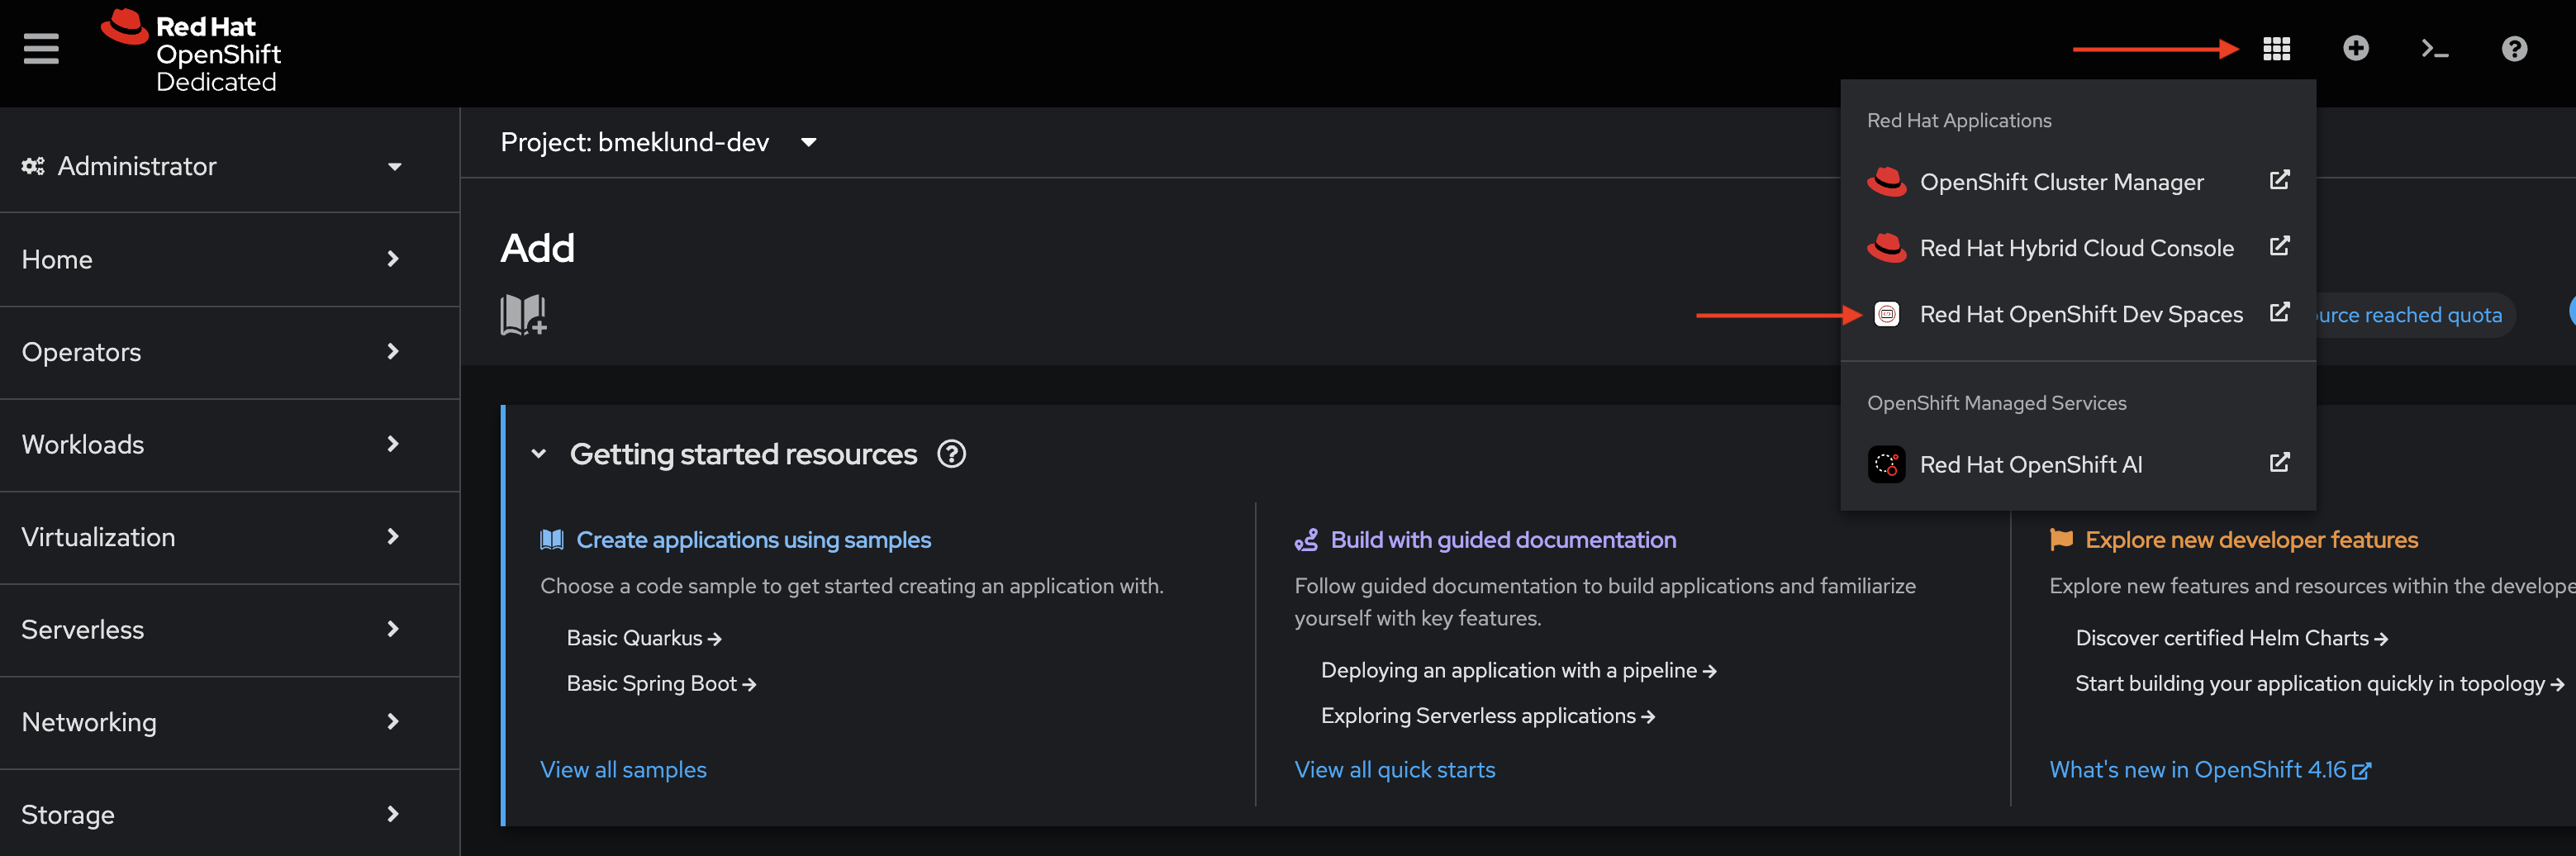 Red Hat
OpenShift
Dedicated
Administrator
Home
Operators
Workloads
Virtualization
Serverless
Networking
Storage
Project: bmeklund-dev
Add
Red Hat Applications
OpenShift Cluster Manager
Red Hat Hybrid Cloud Console
Red Hat OpenShift Dev Spaces
OpenShift Managed Services
Red Hat OpenShift AI
reached quota
Getting started resources
Create applications using samples
Choose a code sample to get started creating an application with.
Basic Quarkus
Basic Spring Boot
View all samples
Build with guided documentation
Follow guided documentation to build applications and familiarize
yourself with key features.
Deploying an application with a pipeline
Exploring Serverless applications
View all quick starts
Explore new developer features
Explore new features and resources within the
Discover certified Helm Charts
Start building your application quickly in topology
What's new in OpenShift 4.16